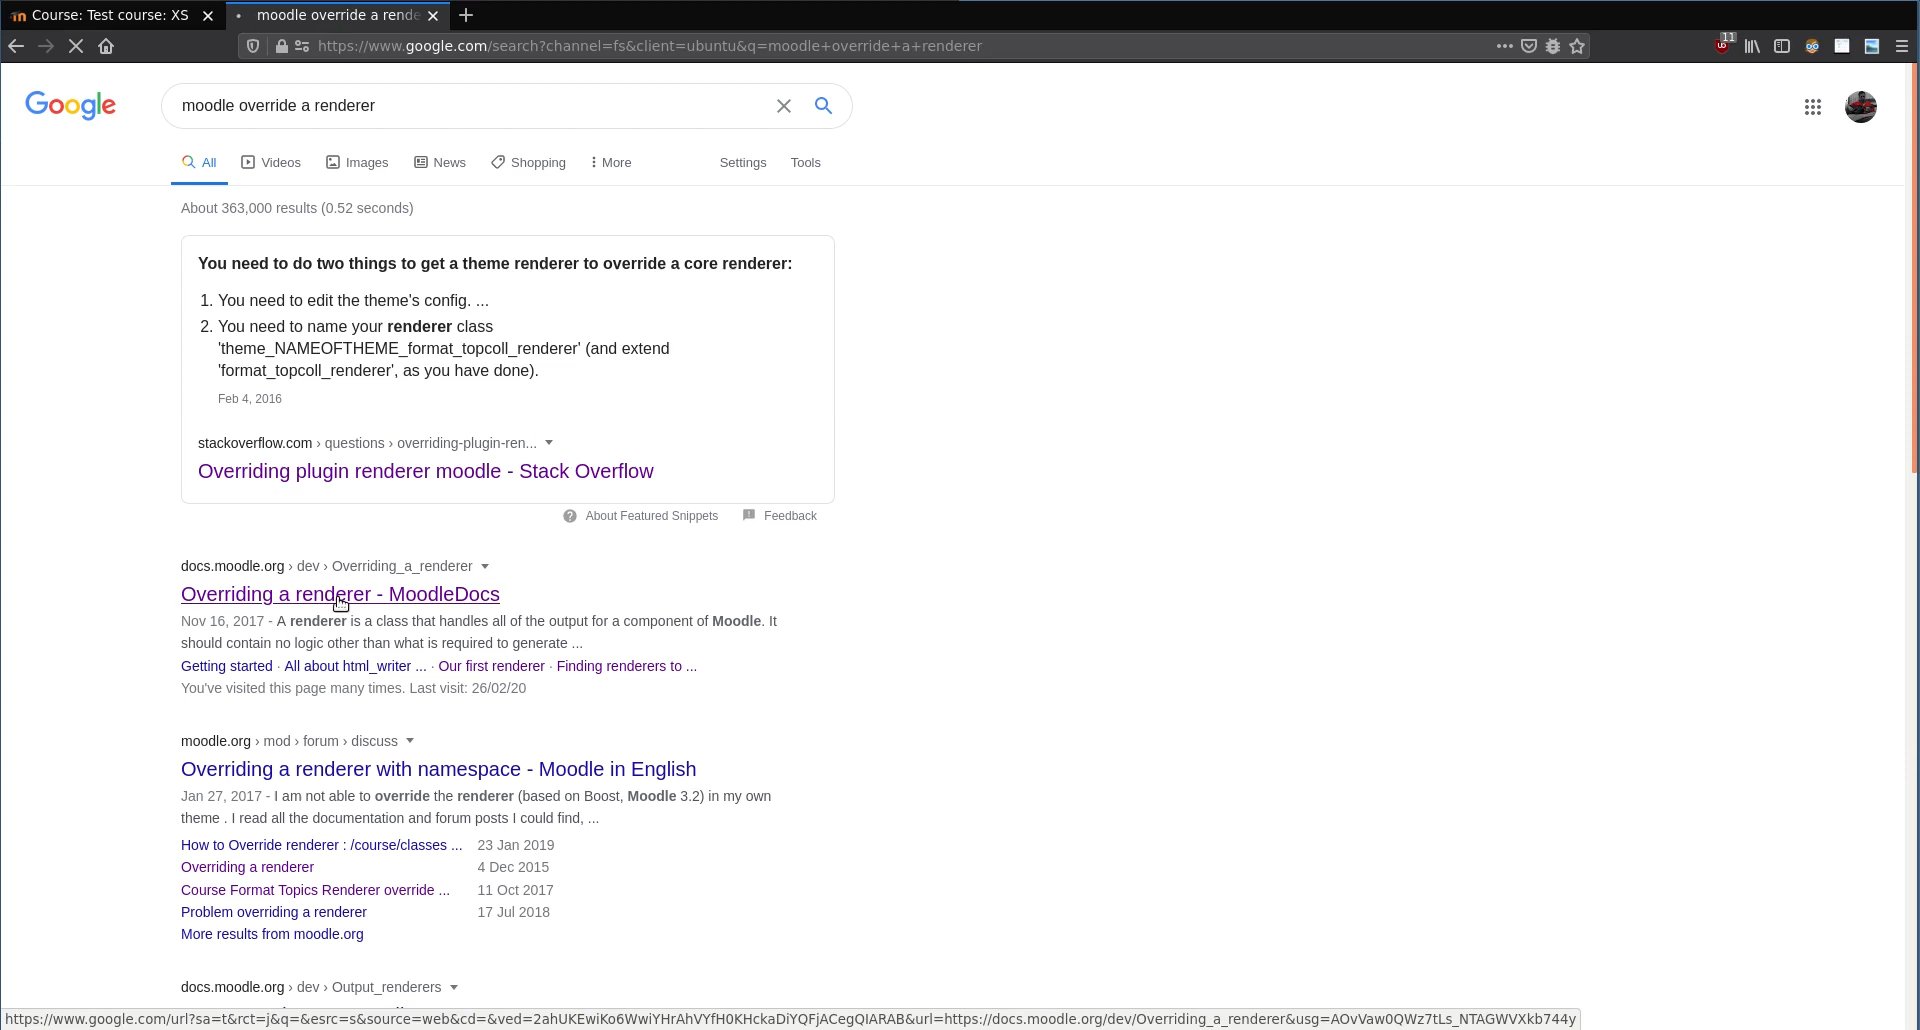 Course: Test course: XS
moodle override a rende
https://www.google.com/search?channel=fs&client=ubuntu&q=moodle+override+a+renderer
11
Google
moodle override a renderer
All Videos Images News Shopping More Settings Tools
About 363,000 results (0.52 seconds)
You need to do two things to get a theme renderer to override a core renderer:
1. You need to edit the theme's config. ...
2. You need to name your renderer class
'theme_NAMEOFTHEME_format_topcoll_renderer' (and extend
'format_topcoll_renderer', as you have done).
Feb 4, 2016
stackoverflow.com › questions › overriding-plugin-ren...
Overriding plugin renderer moodle - Stack Overflow
About Featured Snippets Feedback
docs.moodle.org › dev › Overriding_a_renderer
Overriding a renderer - MoodleDocs
Nov 16, 2017 - A renderer is a class that handles all of the output for a component of Moodle. It
should contain no logic other than what is required to generate ...
Getting started · All about html_writer ... · Our first renderer · Finding renderers to ...
You've visited this page many times. Last visit: 26/02/20
moodle.org › mod › forum › discuss
Overriding a renderer with namespace - Moodle in English
Jan 27, 2017 - I am not able to override the renderer (based on Boost, Moodle 3.2) in my own
theme . I read all the documentation and forum posts I could find, ...
How to Override renderer : /course/classes ... 23 Jan 2019
Overriding a renderer 4 Dec 2015
Course Format Topics Renderer override ... 11 Oct 2017
Problem overriding a renderer 17 Jul 2018
More results from moodle.org
docs.moodle.org › dev › Output_renderers
https://www.google.com/url?sa=t&rct=j&q=&esrc=s&source=web&cd=&ved=2ahUKEwiKo6WwiYHrAhVYfH0KHckaDiYQFjACegQIARAB&url=https://docs.moodle.org/dev/Overriding_a_renderer&usg=AOvVaw0QWz7tLs_NTAGWVXkb744y